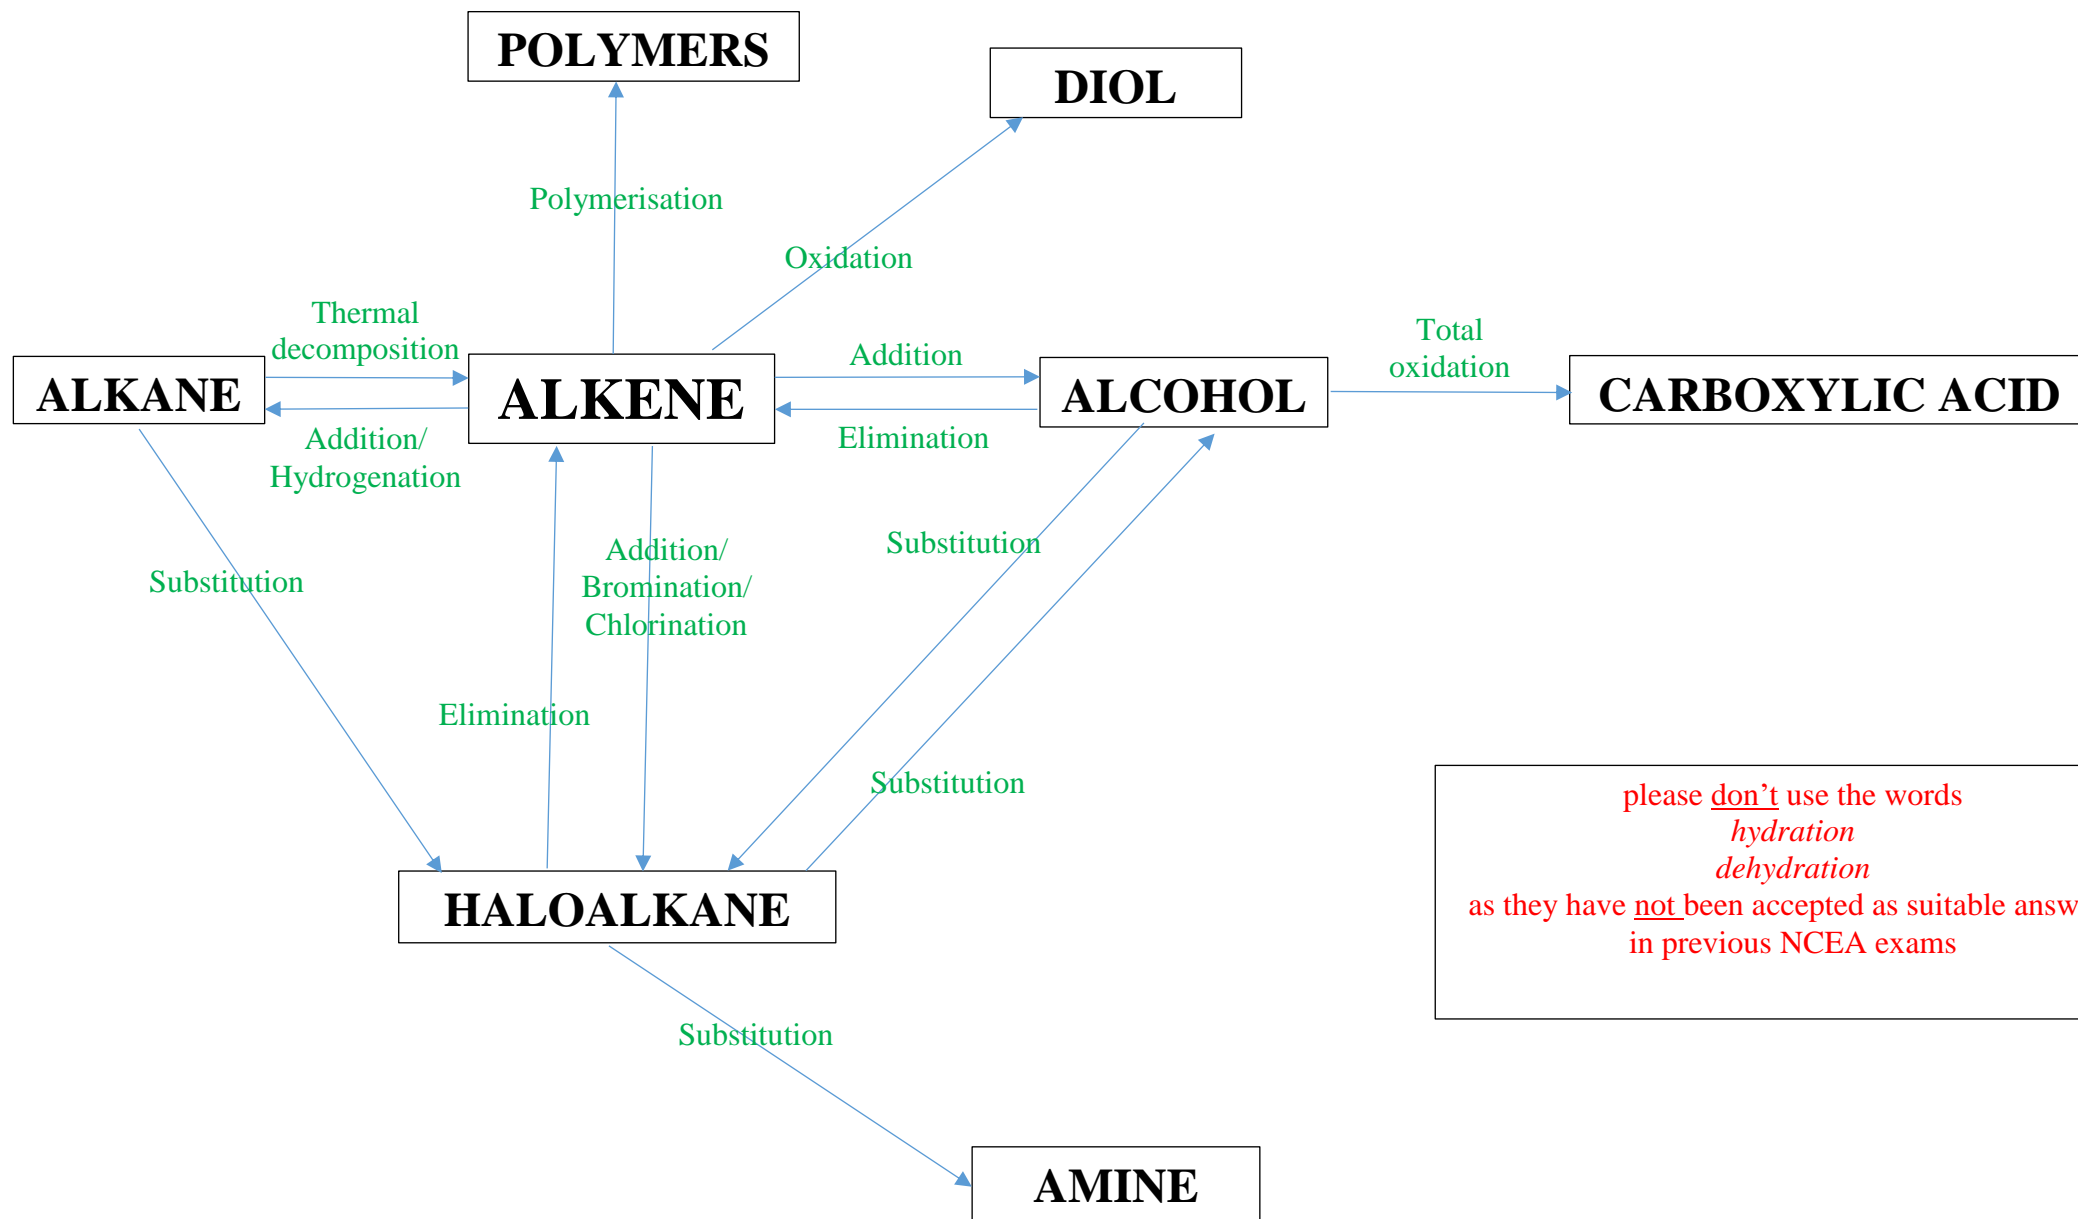 POLYMERS
DIOL
Polymerisation
Oxidation
Thermal
decomposition
Addition
Total
oxidation
ALKANE
ALKENE
ALCOHOL
CARBOXYLIC ACID
Addition/
Hydrogenation
Elimination
Substitution
Addition/
Bromination/
Chlorination
Substitution
Elimination
Substitution
please don’t use the words
hydration
dehydration
as they have not been accepted as suitable answ
in previous NCEA exams
HALOALKANE
Substitution
AMINE